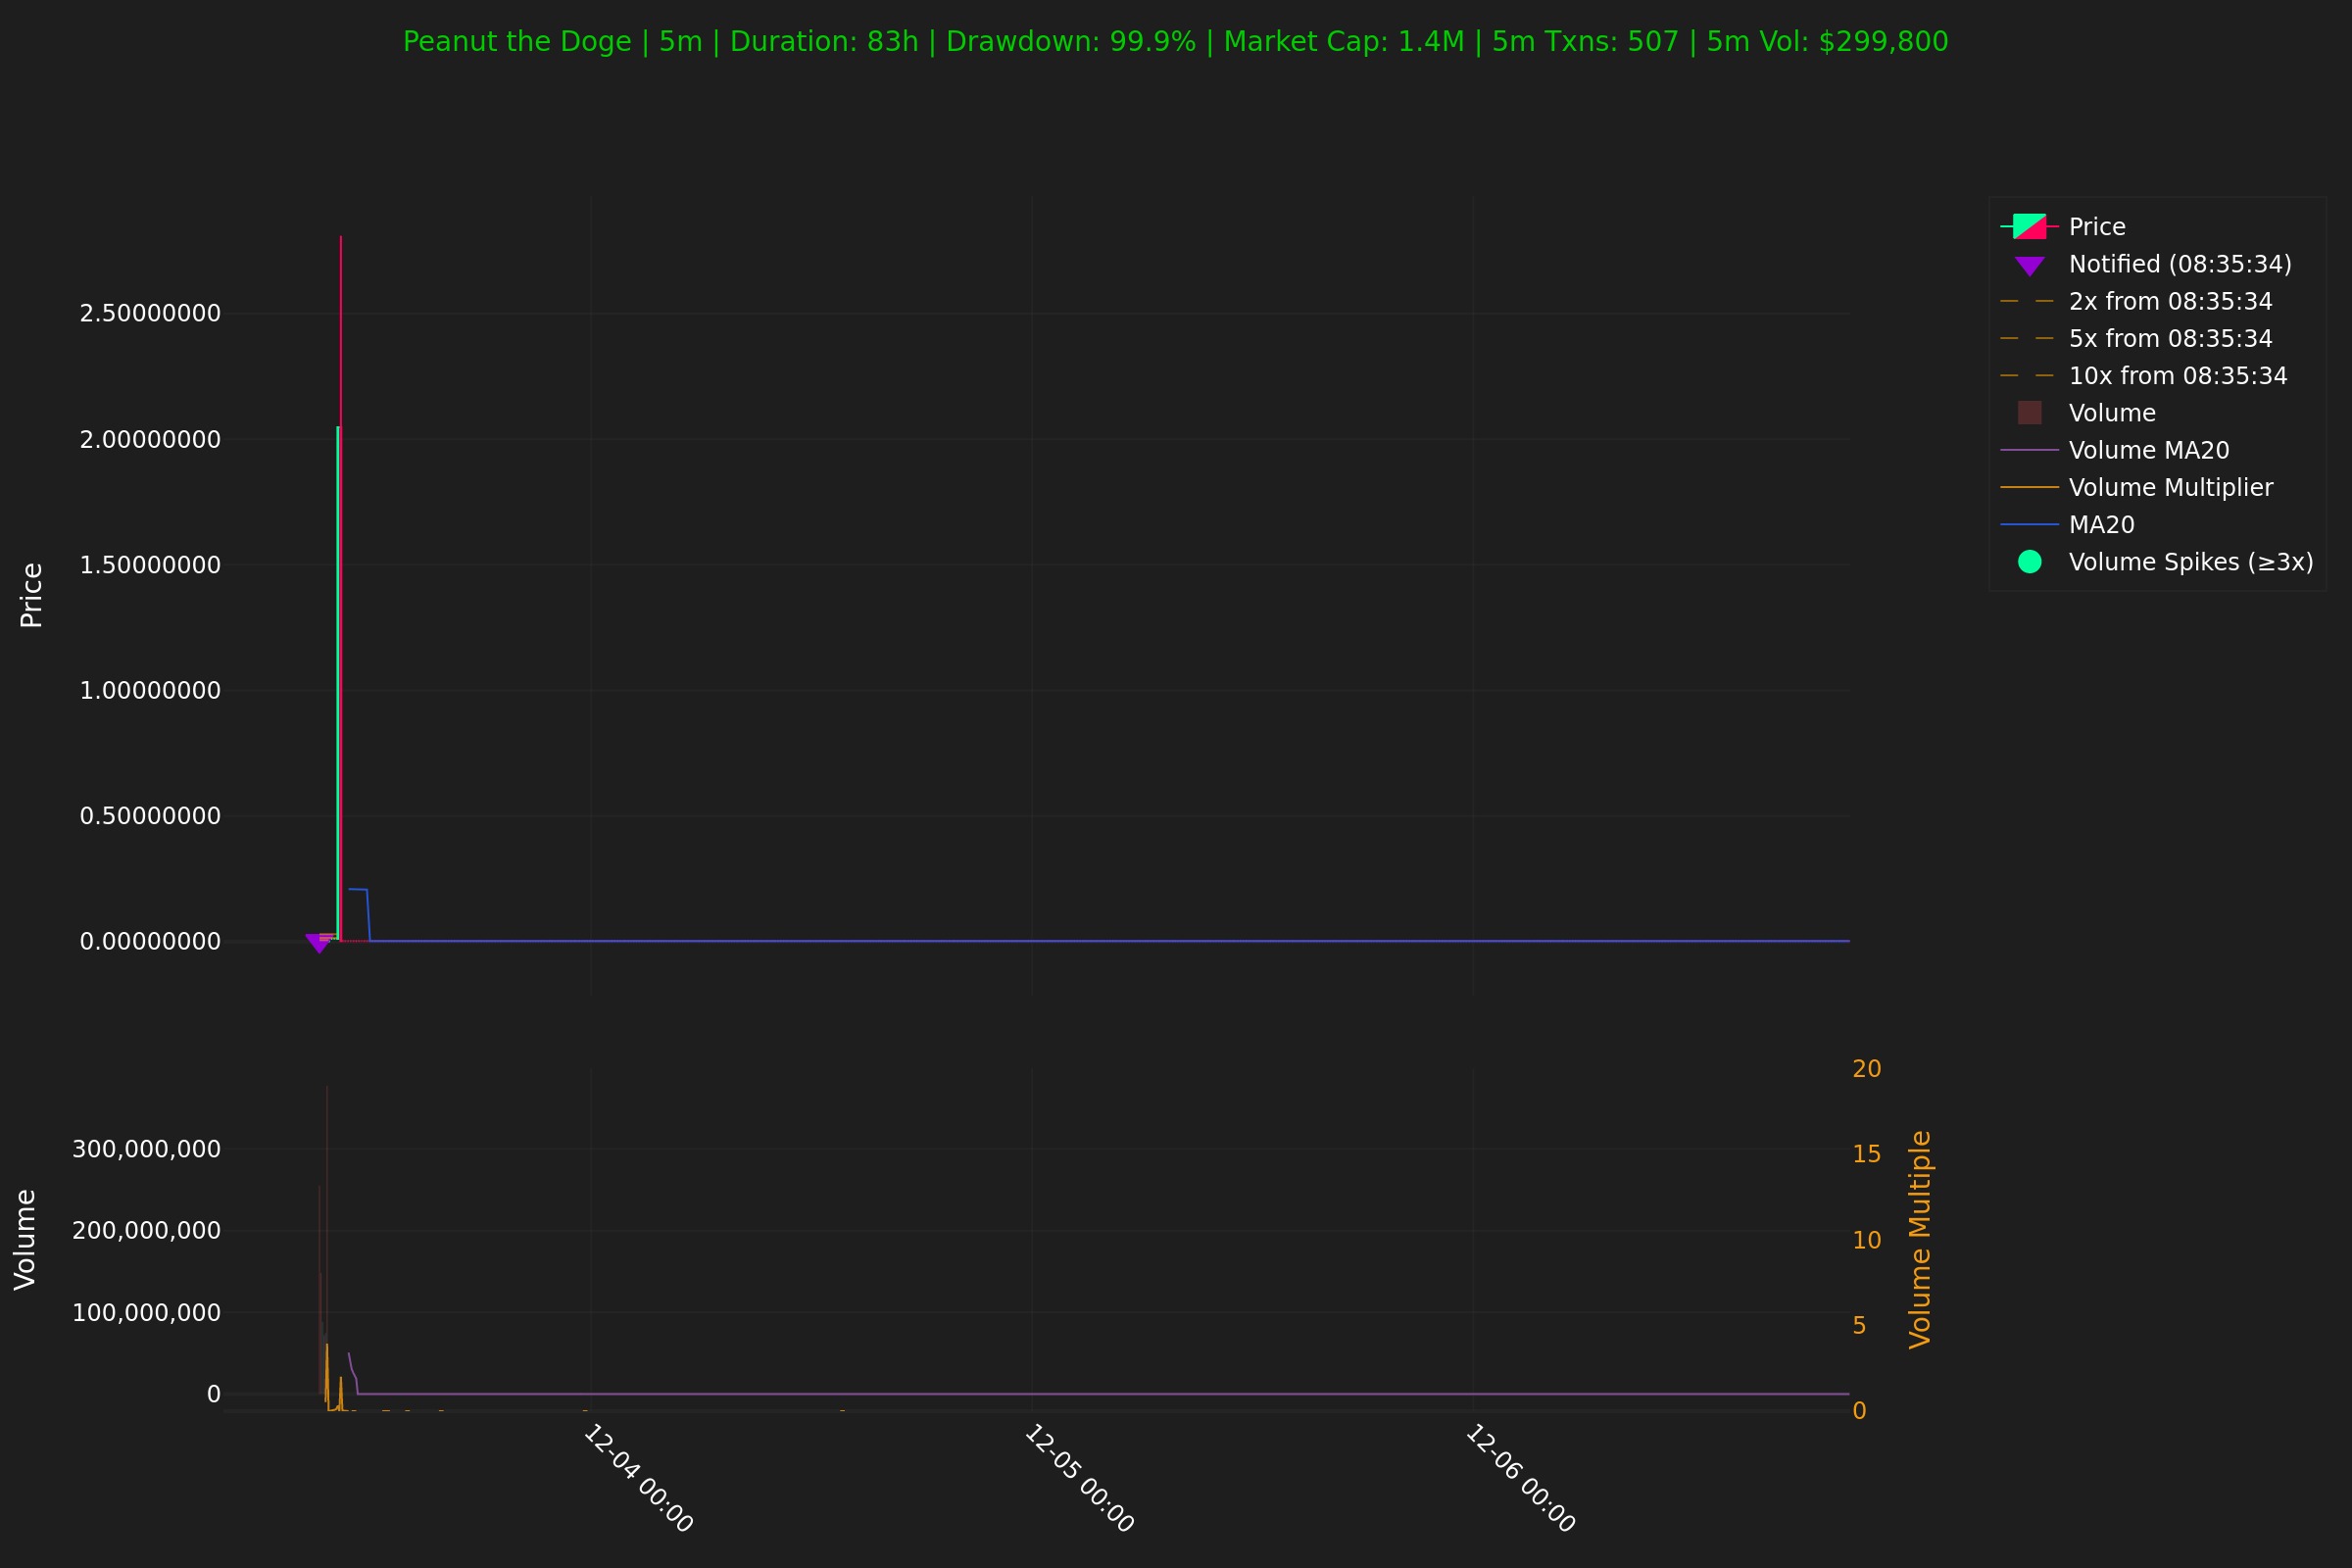 Peanut the Doge | 5m | Duration: 83h | Drawdown: 99.9% | Market Cap: 1.4M | 5m Txns: 507 | 5m Vol: $299,800
Price
2.50000000
2.00000000
1.50000000
1.00000000
0.50000000
0.00000000
Price
Notified (08:35:34)
2x from 08:35:34
5x from 08:35:34
10x from 08:35:34
Volume
Volume MA20
Volume Multiplier
MA20
Volume Spikes (≥3x)
Volume
300,000,000
200,000,000
100,000,000
0
20
15
10
5
0
Volume Multiple
12-04 00:00
12-05 00:00
12-06 00:00